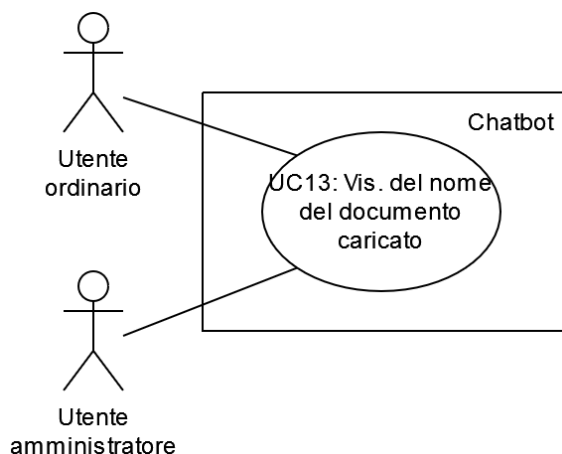 Chatbot
Utente
ordinario
UC13: Vis. del nome
del documento
caricato
Utente
amministratore